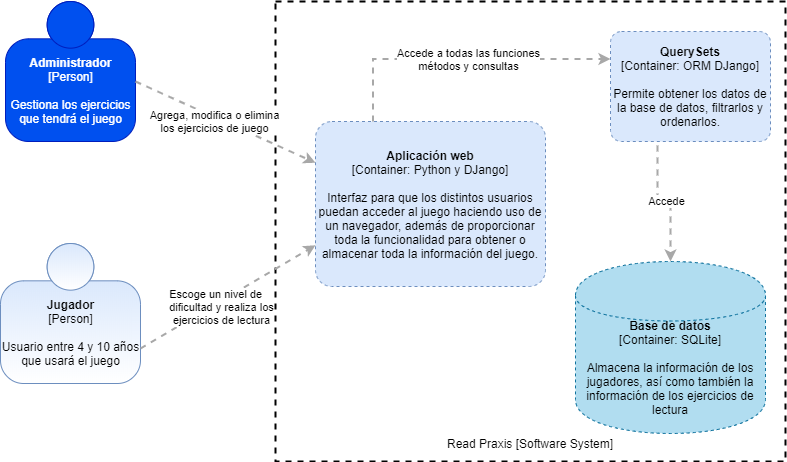 Administrador
[Person]
Gestiona los ejercicios
que tendrá el juego
Agrega, modifica o elimina
los ejercicios de juego
Jugador
[Person]
Usuario entre 4 y 10 años
que usará el juego
Escoge un nivel de
dificultad y realiza los
ejercicios de lectura
Aplicación web
[Container: Python y DJango]
Interfaz para que los distintos usuarios
puedan acceder al juego haciendo uso de
un navegador, además de proporcionar
toda la funcionalidad para obtener o
almacenar toda la información del juego.
Accede a todas las funciones
métodos y consultas
QuerySets
[Container: ORM DJango]
Permite obtener los datos de
la base de datos, filtrarlos y
ordenarlos.
Accede
Base de datos
[Container: SQLite]
Almacena la información de los
jugadores, así como también la
información de los ejercicios de
lectura
Read Praxis [Software System]